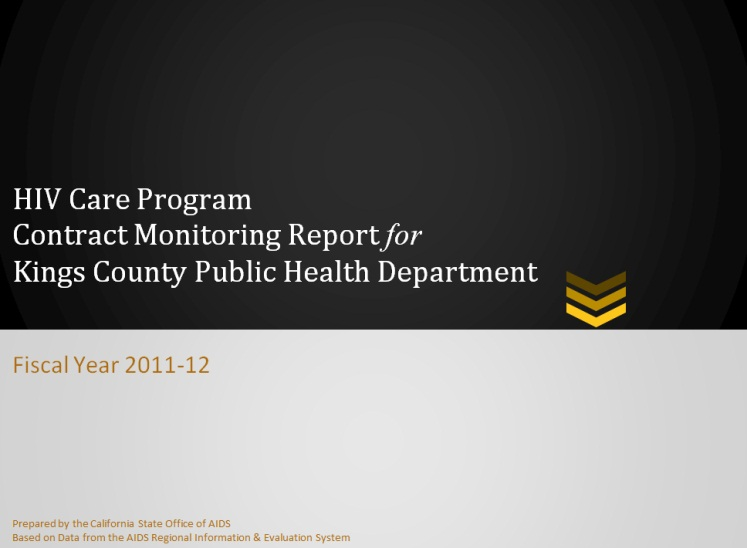 HIV Care Program
Contract Monitoring Report for
Kings County Public Health Department
Fiscal Year 2011-12
Prepared by the California State Office of AIDS
Based on Data from the AIDS Regional Information & Evaluation System